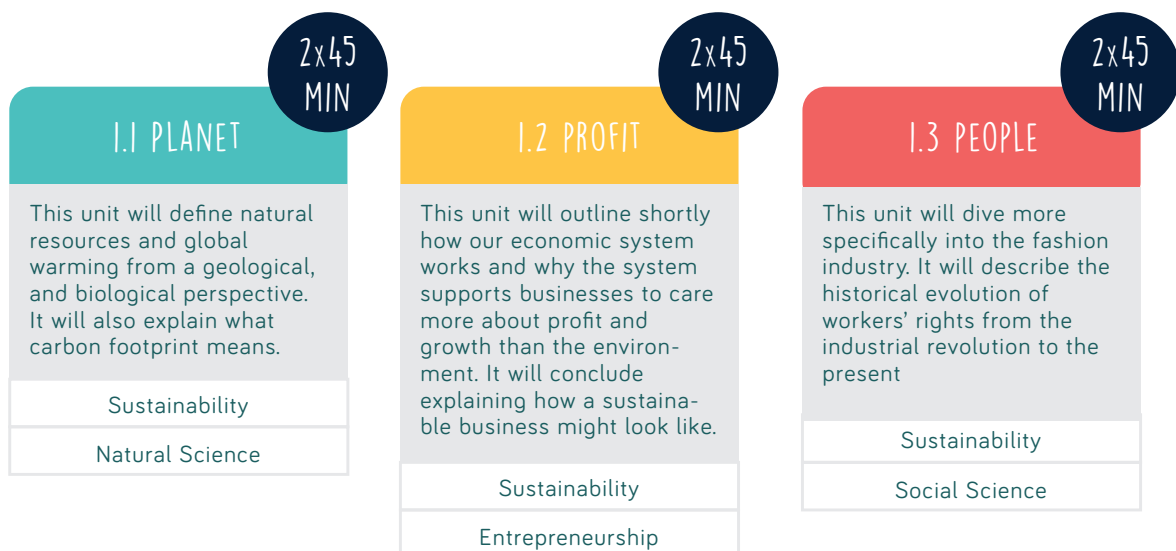 2x45
MIN
1.1 PLANET
This unit will define natural
resources and global
warming from a geological,
and biological perspective.
It will also explain what
carbon footprint means.
Sustainability
Natural Science
2x45
MIN
1.2 PROFIT
This unit will outline shortly
how our economic system
works and why the system
supports businesses to care
more about profit and
growth than the environ-
ment. It will conclude
explaining how a sustaina-
ble business might look like.
Sustainability
Entrepreneurship
2x45
MIN
1.3 PEOPLE
This unit will dive more
specifically into the fashion
industry. It will describe the
historical evolution of
workers’ rights from the
industrial revolution to the
present
Sustainability
Social Science